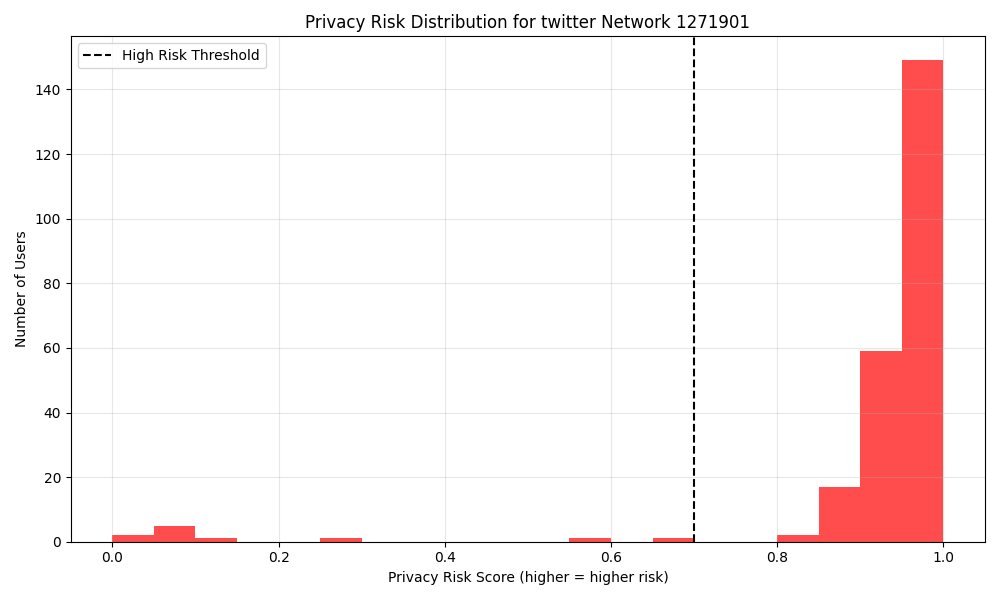 Privacy Risk Distribution for twitter Network 1271901
High Risk Threshold
Number of Users
140
120
100
80
60
40
20
0
0.0 0.2 0.4 0.6 0.8 1.0
Privacy Risk Score (higher = higher risk)